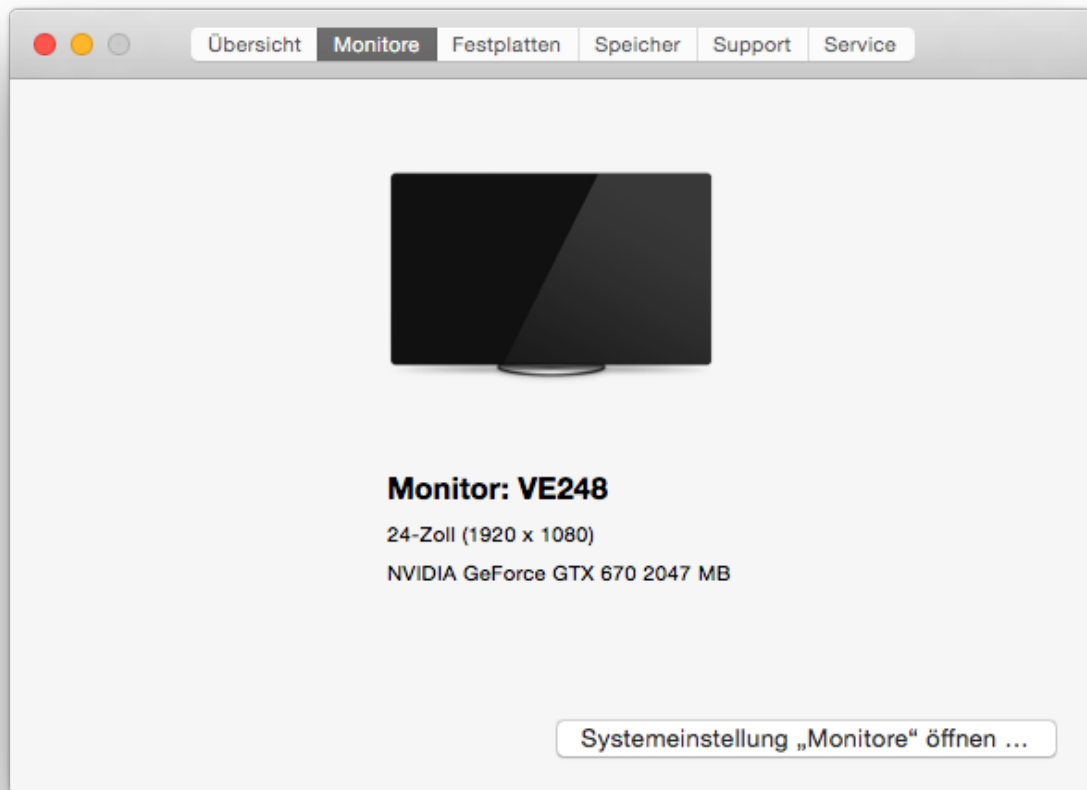 Übersicht Monitore Festplatten Speicher Support Service
Monitor: VE248
24-Zoll (1920 x 1080)
NVIDIA GeForce GTX 670 2047 MB
Systemeinstellung „Monitore“ öffnen ...